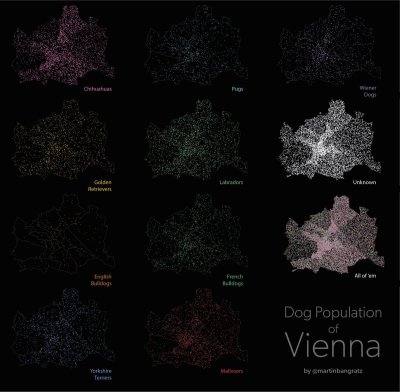 Chihuahuas
Pugs
Wiener
Dogs
Golden
Retrievers
Labradors
Unknown
English
Bulldogs
French
Bulldogs
All of 'em
Yorkshire
Terriers
Malteses
Dog Population
of
Vienna
by @martinbangratz